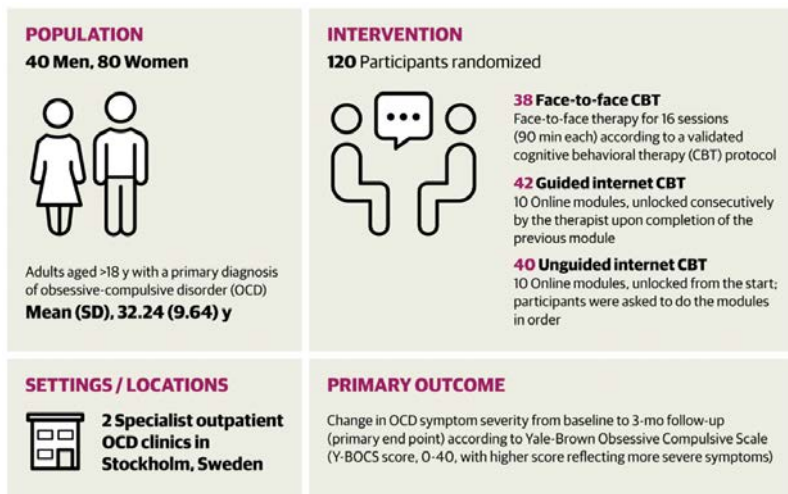 POPULATION
40 Men, 80 Women
Adults aged >18 y with a primary diagnosis
of obsessive-compulsive disorder (OCD)
Mean (SD), 32.24 (9.64) y
INTERVENTION
120 Participants randomized
38 Face-to-face CBT
Face-to-face therapy for 16 sessions
(90 min each) according to a validated
cognitive behavioral therapy (CBT) protocol
42 Guided internet CBT
10 Online modules, unlocked consecutively
by the therapist upon completion of the
previous module
40 Unguided internet CBT
10 Online modules, unlocked from the start;
participants were asked to do the modules
in order
SETTINGS / LOCATIONS
2 Specialist outpatient
OCD clinics in
Stockholm, Sweden
PRIMARY OUTCOME
Change in OCD symptom severity from baseline to 3-mo follow-up
(primary end point) according to Yale-Brown Obsessive Compulsive Scale
(Y-BOCS score, 0-40, with higher score reflecting more severe symptoms)